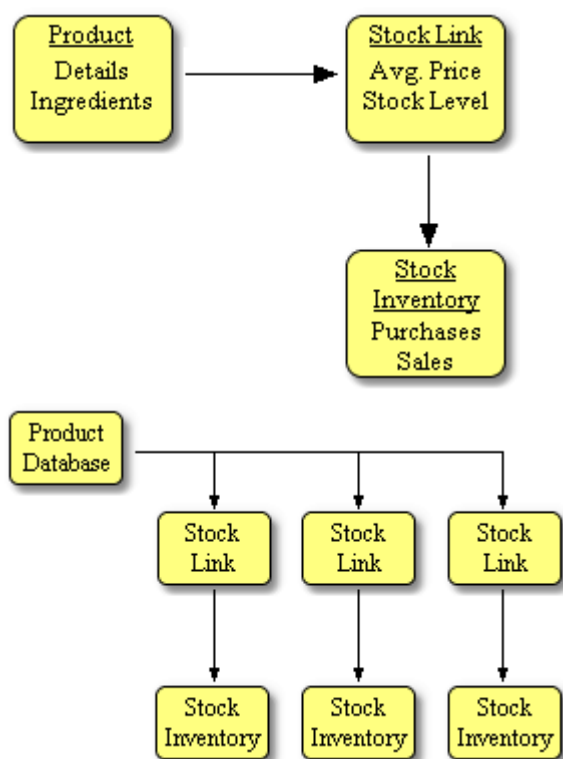 Product
Details
Ingredients
Stock Link
Avg. Price
Stock Level
Stock
Inventory
Purchases
Sales
Product
Database
Stock
Link
Stock
Link
Stock
Link
Stock
Inventory
Stock
Inventory
Stock
Inventory